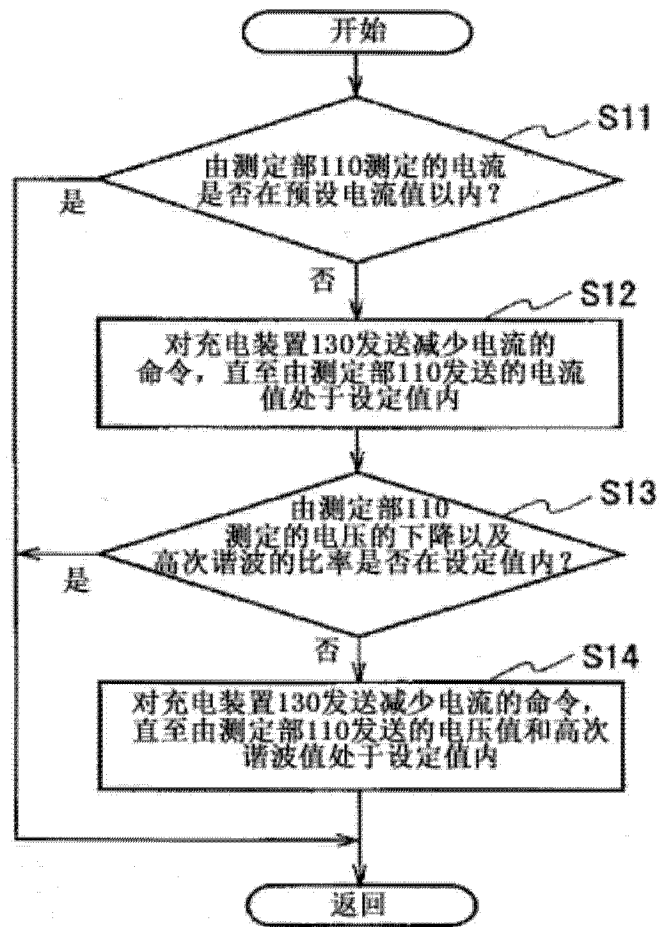 开始
S11
由测定部110测定的电流
是否在预设电流值以内？
是
否
S12
对充电装置130发送减少电流的
命令，直至由测定部110发送的电流
值处于设定值内
S13
由测定部110
测定的电压的下降以及
高次谐波的比率是否在设定值内？
是
否
S14
对充电装置130发送减少电流的命令，
直至由测定部110发送的电压值和高次
谐波值处于设定值内
返回